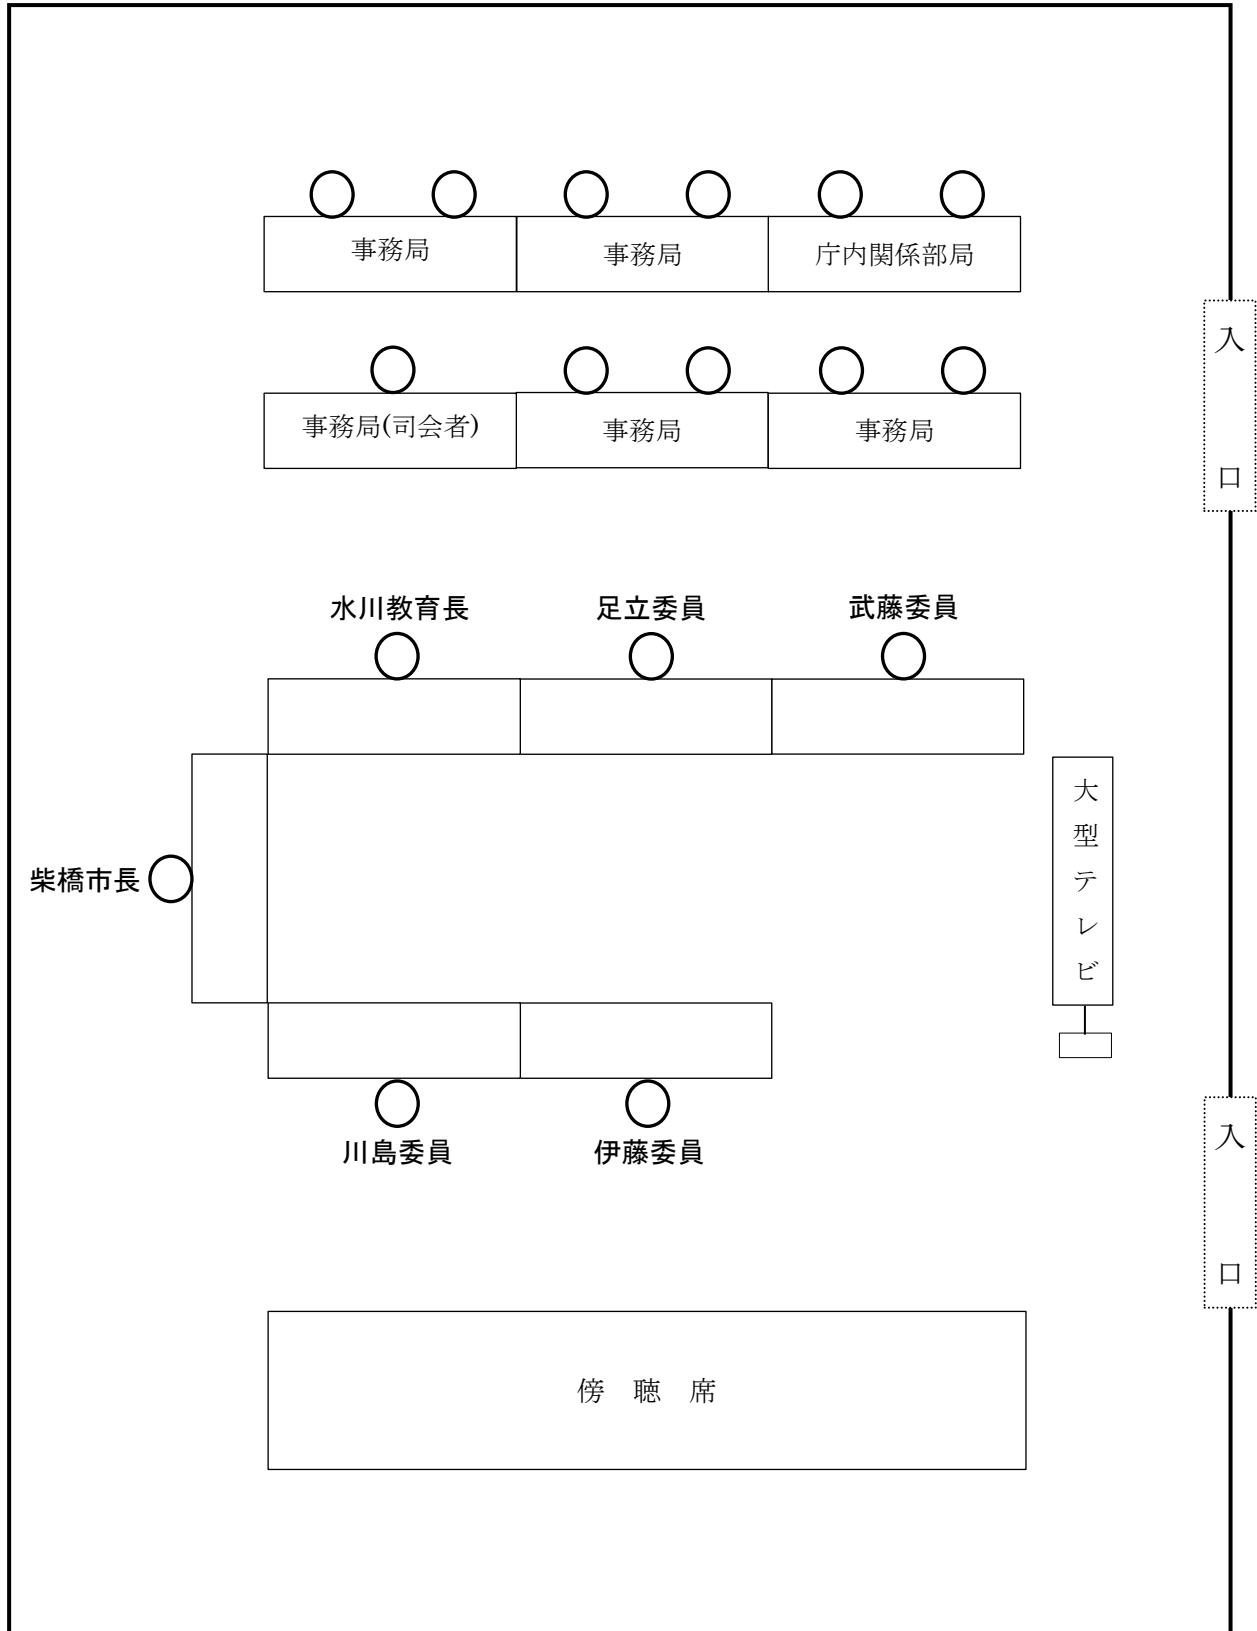 事務局
事務局
庁内関係部局
入口
事務局(司会者)
事務局
事務局
水川教育長
足立委員
武藤委員
大型テレビ
柴橋市長
川島委員
伊藤委員
入口
傍聴席